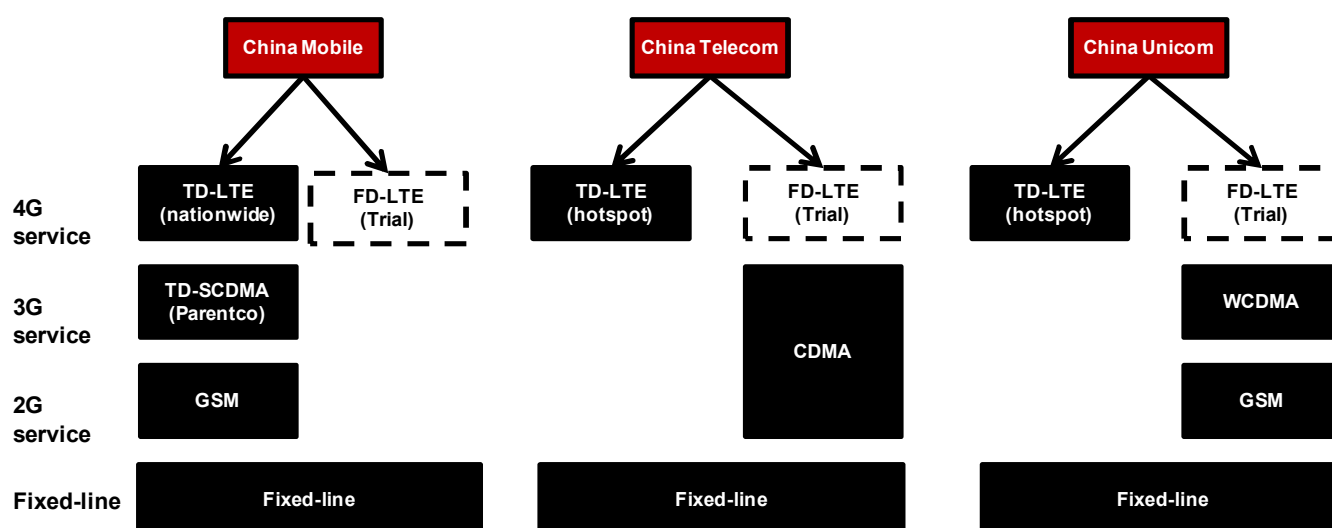 China Mobile
China Telecom
China Unicom
4G
service
TD-LTE
(nationwide)
FD-LTE
(Trial)
TD-LTE
(hotspot)
FD-LTE
(Trial)
TD-LTE
(hotspot)
FD-LTE
(Trial)
3G
service
TD-SCDMA
(Parentco)
CDMA
WCDMA
2G
service
GSM
GSM
Fixed-line
Fixed-line
Fixed-line
Fixed-line